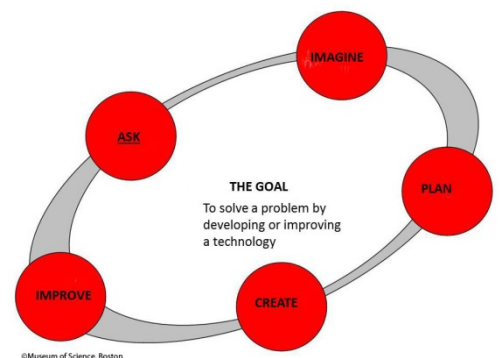 IMAGINE
ASK
PLAN
THE GOAL
To solve a problem by
developing or improving
a technology
IMPROVE
CREATE
©Museum of Science, Boston